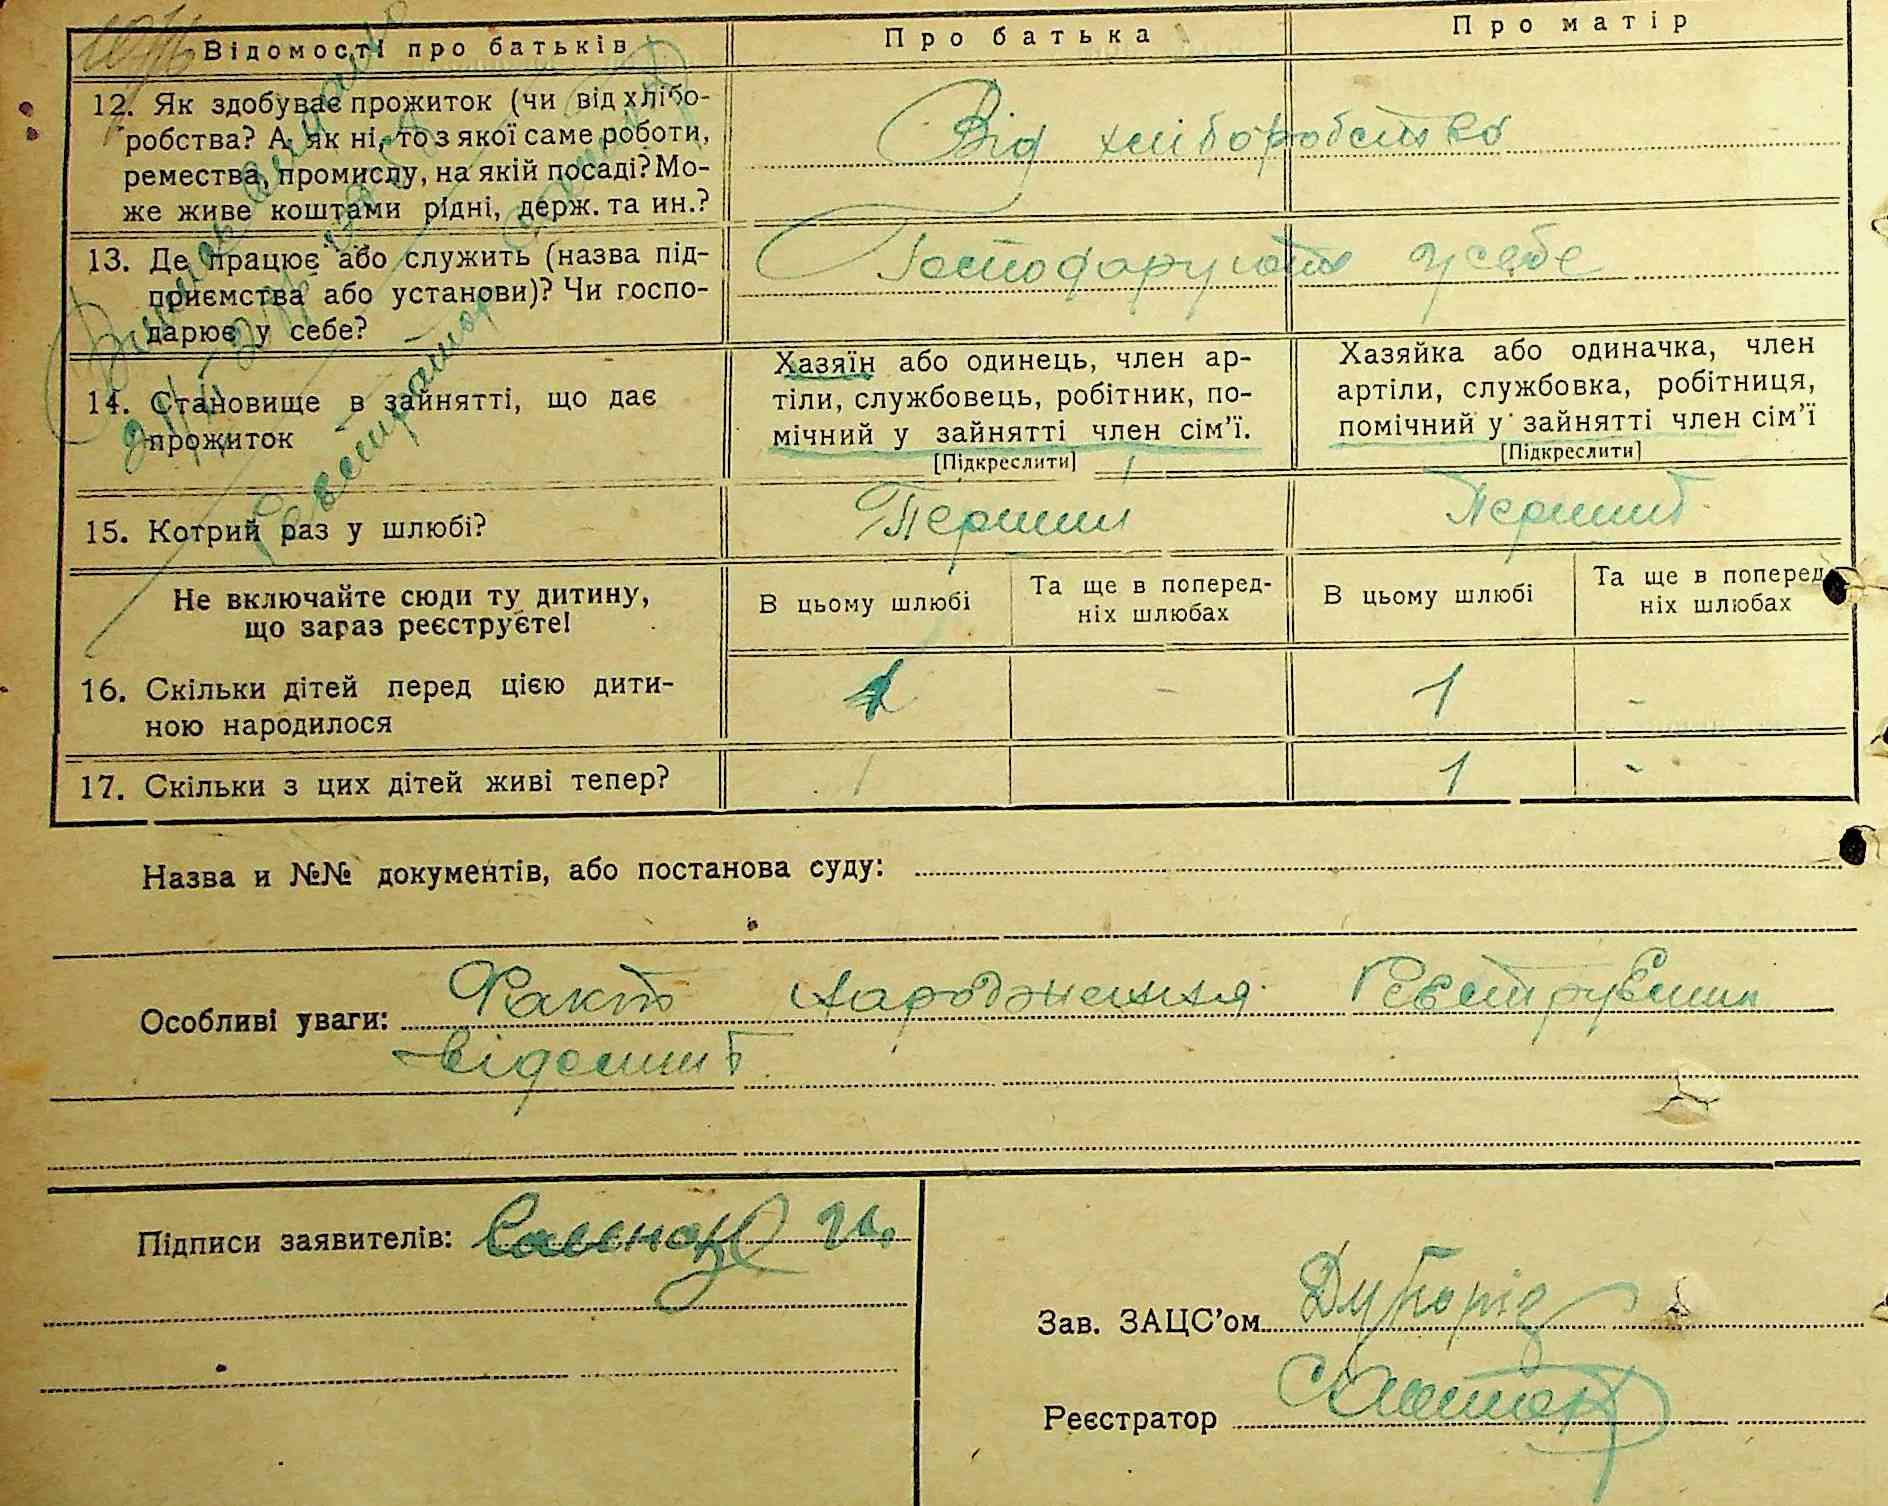 Відомості про батьків
Про батька
Про матір
12. Як здобуває прожиток (чи від хлібо-
робства? А, як ні, то з якої саме роботи,
ремества, промислу, на якій посаді? Мо-
же живе коштами рідні, держ. та ин.?
Від хліборобства
13. Де працює або служить (назва під-
приємства або установи)? Чи госпо-
дарює у себе?
Господарують у себе
14. Становище в зайнятті, що дає
прожиток
Хазяїн або одинець, член ар-
тіли, службовець, робітник, по-
мічний у зайнятті член сім’ї.
[Підкреслити]
Хазяйка або одиначка, член
артіли, службовка, робітниця,
помічний у зайнятті член сім’ї
[Підкреслити]
15. Котрий раз у шлюбі?
Перший
Перший
Не включайте сюди ту дитину,
що зараз реєструєте!
В цьому шлюбі
Та ще в поперед-
ніх шлюбах
В цьому шлюбі
Та ще в поперед-
ніх шлюбах
16. Скільки дітей перед цією дити-
ною народилося
1 - 1 -
17. Скільки з цих дітей живі тепер?
1 1 -
Назва и №№ документів, або постанова суду:
Особливі уваги: Факт народження
відомий
Підписи заявителів:
Зав. ЗАЦС’ом
Реєстратор